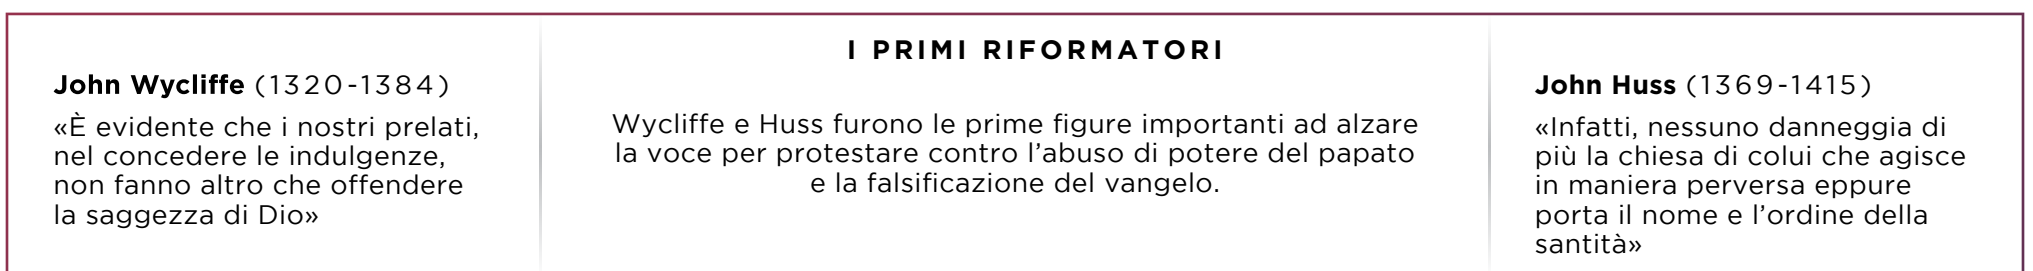 John Wycliffe (1320-1384)
«È evidente che i nostri prelati,
nel concedere le indulgenze,
non fanno altro che offendere
la saggezza di Dio»
I PRIMI RIFORMATORI
Wycliffe e Huss furono le prime figure importanti ad alzare
la voce per protestare contro l’abuso di potere del papato
e la falsificazione del vangelo.
John Huss (1369-1415)
«Infatti, nessuno danneggia di
più la chiesa di colui che agisce
in maniera perversa eppure
porta il nome e l’ordine della
santità»